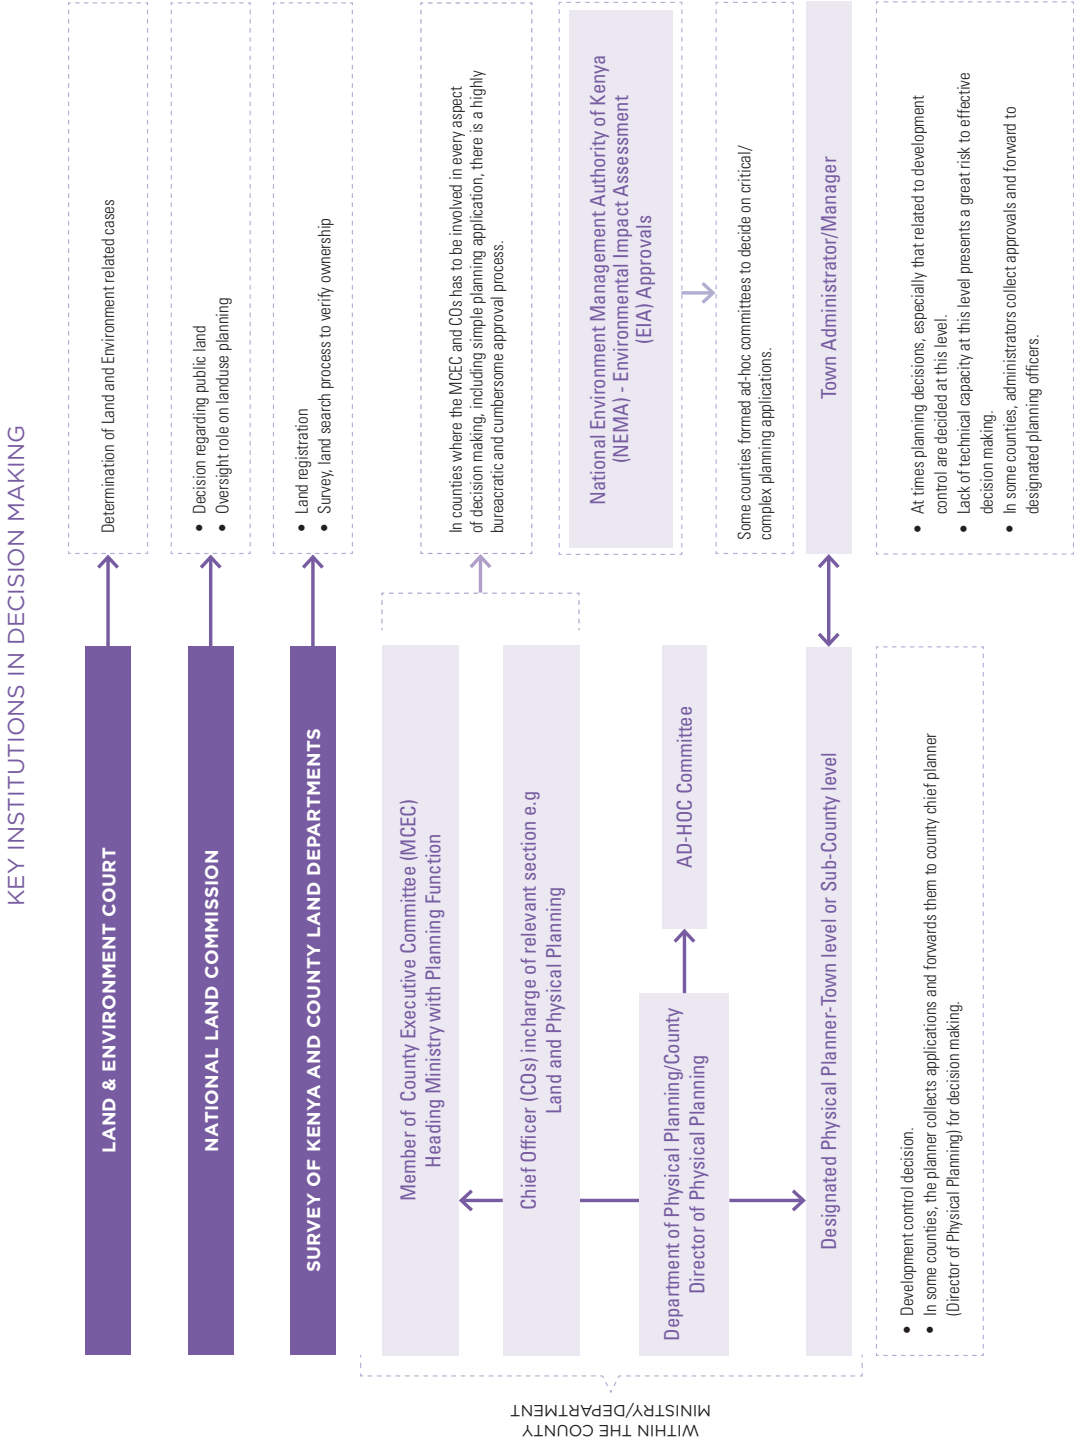 KEY INSTITUTIONS IN DECISION MAKING
LAND & ENVIRONMENT COURT
Determination of Land and Environment related cases
NATIONAL LAND COMMISSION
• Decision regarding public land
• Oversight role on landuse planning
SURVEY OF KENYA AND COUNTY LAND DEPARTMENTS
• Land registration
• Survey, land search process to verify ownership
WITHIN THE COUNTY
MINISTRY/DEPARTMENT
Member of County Executive Committee (MCEC)
Heading Ministry with Planning Function
Chief Officer (COs) incharge of relevant section e.g
Land and Physical Planning
In counties where the MCEC and COs has to be involved in every aspect
of decision making, including simple planning application, there is a highly
bureacratic and cumbersome approval process.
Department of Physical Planning/County
Director of Physical Planning
AD-HOC Committee
National Environment Management Authority of Kenya
(NEMA) - Environmental Impact Assessment
(EIA) Approvals
Some counties formed ad-hoc committees to decide on critical/
complex planning applications.
Designated Physical Planner-Town level or Sub-County level
Town Administrator/Manager
• Development control decision.
• In some counties, the planner collects applications and forwards them to county chief planner
(Director of Physical Planning) for decision making.
• At times planning decisions, especially that related to development
control are decided at this level.
• Lack of technical capacity at this level presents a great risk to effective
decision making.
• In some counties, administrators collect approvals and forward to
designated planning officers.